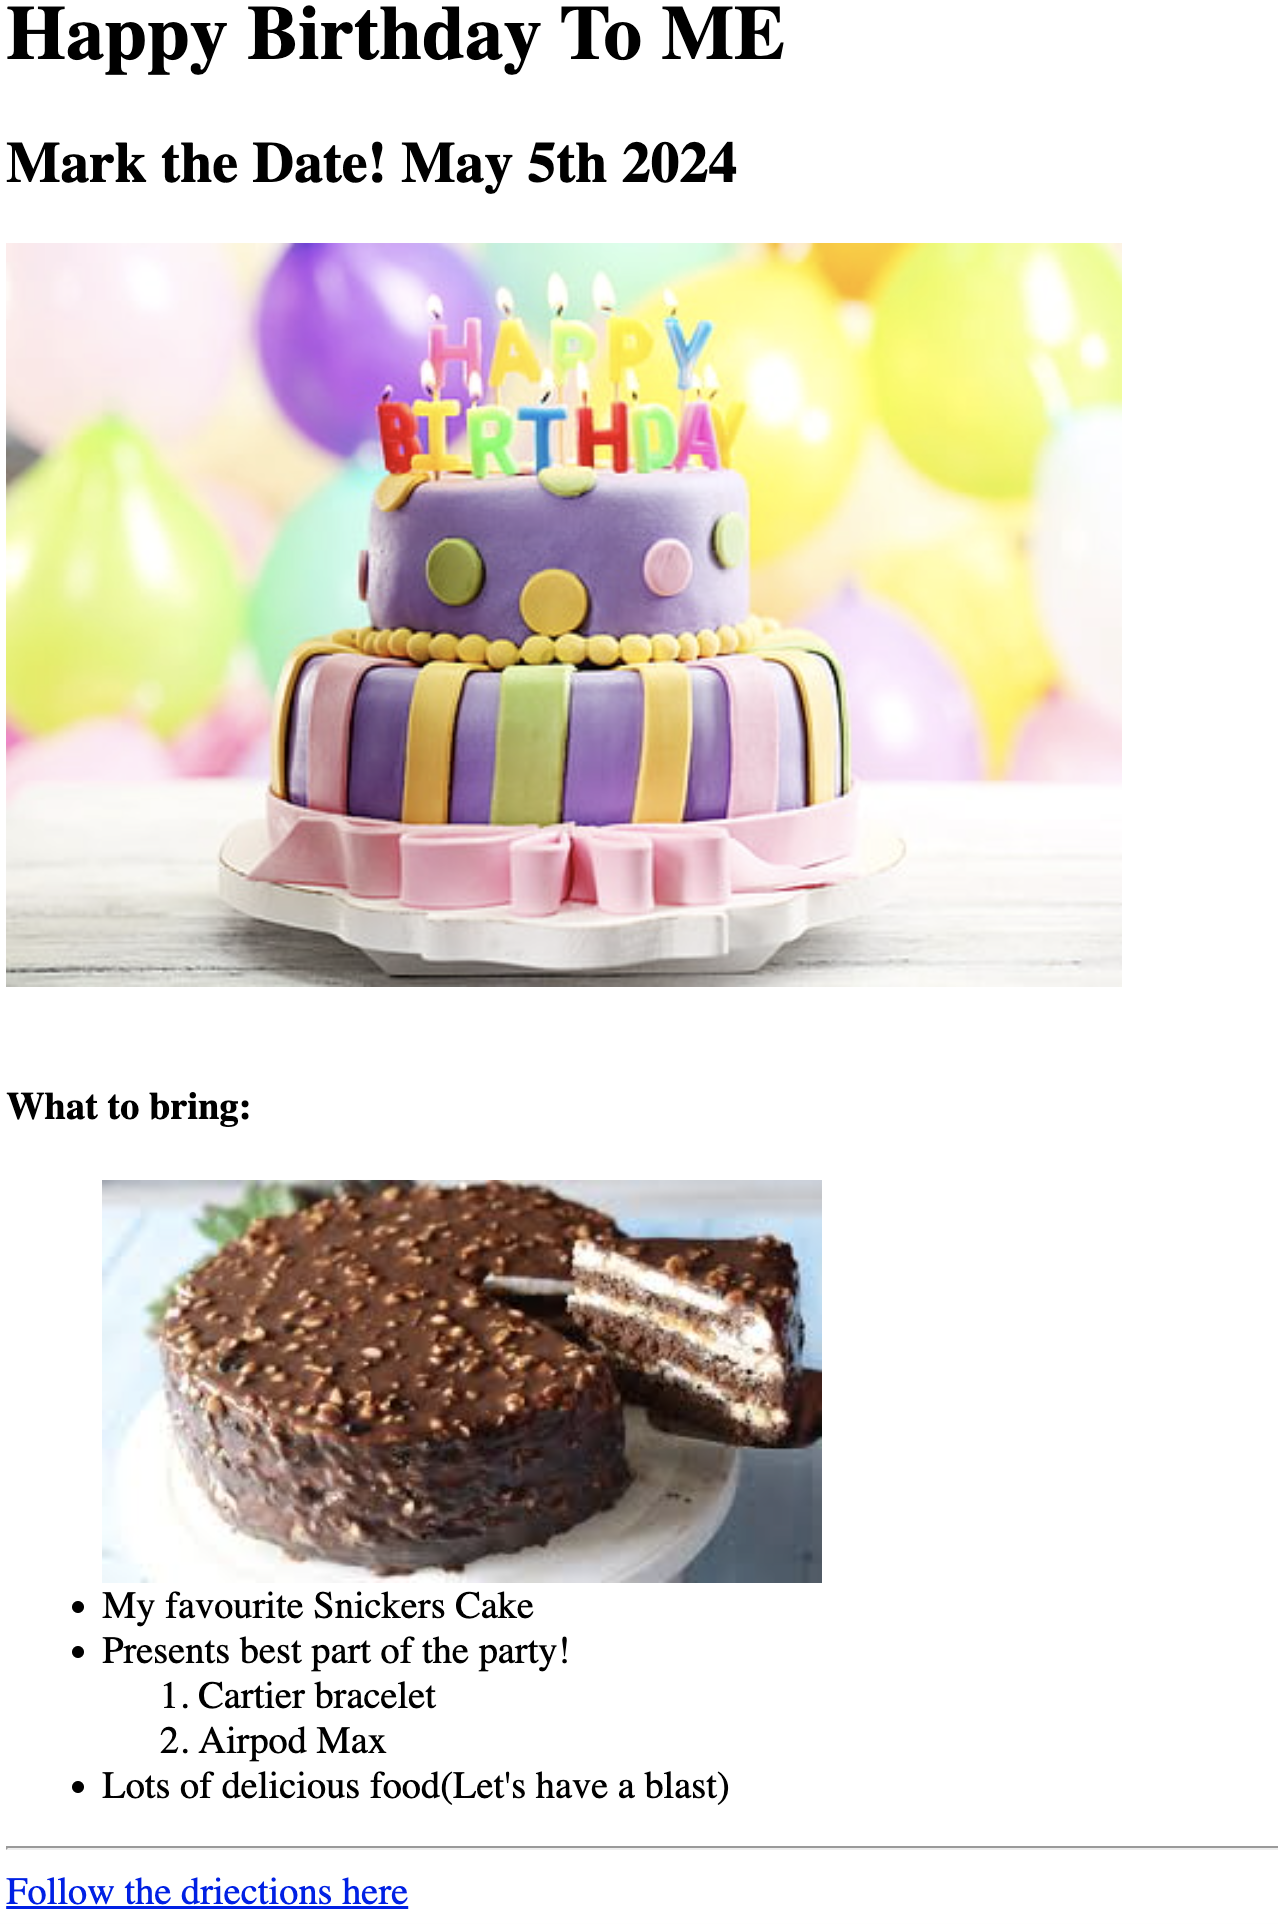 Happy Birthday To ME
Mark the Date! May 5th 2024
HAPPY
BIRTHDAY
What to bring:
• My favourite Snickers Cake
• Presents best part of the party!
1. Cartier bracelet
2. Airpod Max
• Lots of delicious food(Let's have a blast)
Follow the driections here